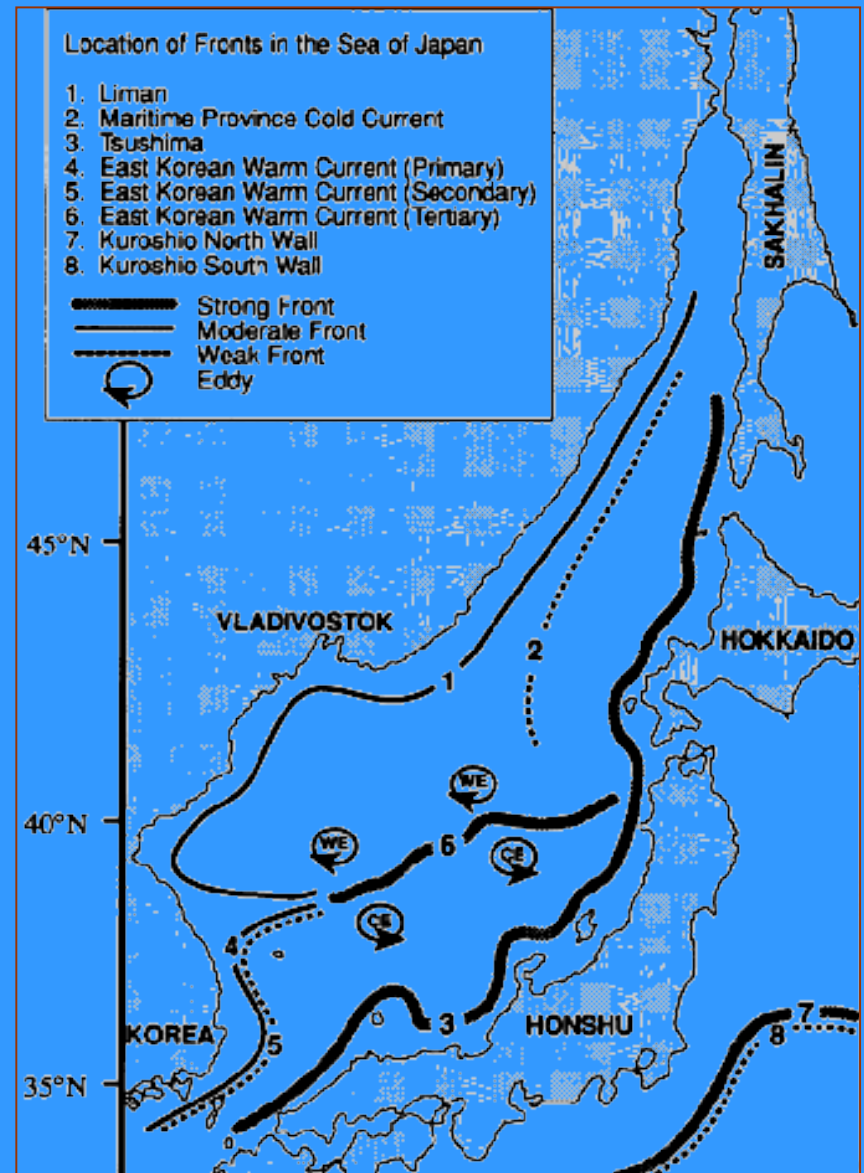 Location of Fronts in the Sea of Japan
1. Liman
2. Maritime Province Cold Current
3. Tsushima
4. East Korean Warm Current (Primary)
5. East Korean Warm Current (Secondary)
6. East Korean Warm Current (Tertiary)
7. Kuroshio North Wall
8. Kuroshio South Wall
Strong Front
Moderate Front
Weak Front
Eddy
SAKHALIN
45°N
VLADIVOSTOK
HOKKAIDO
2
1
WE
40°N
WE
6
CE
CE
4
KOREA
5
3
HONSHU
7
8
35°N